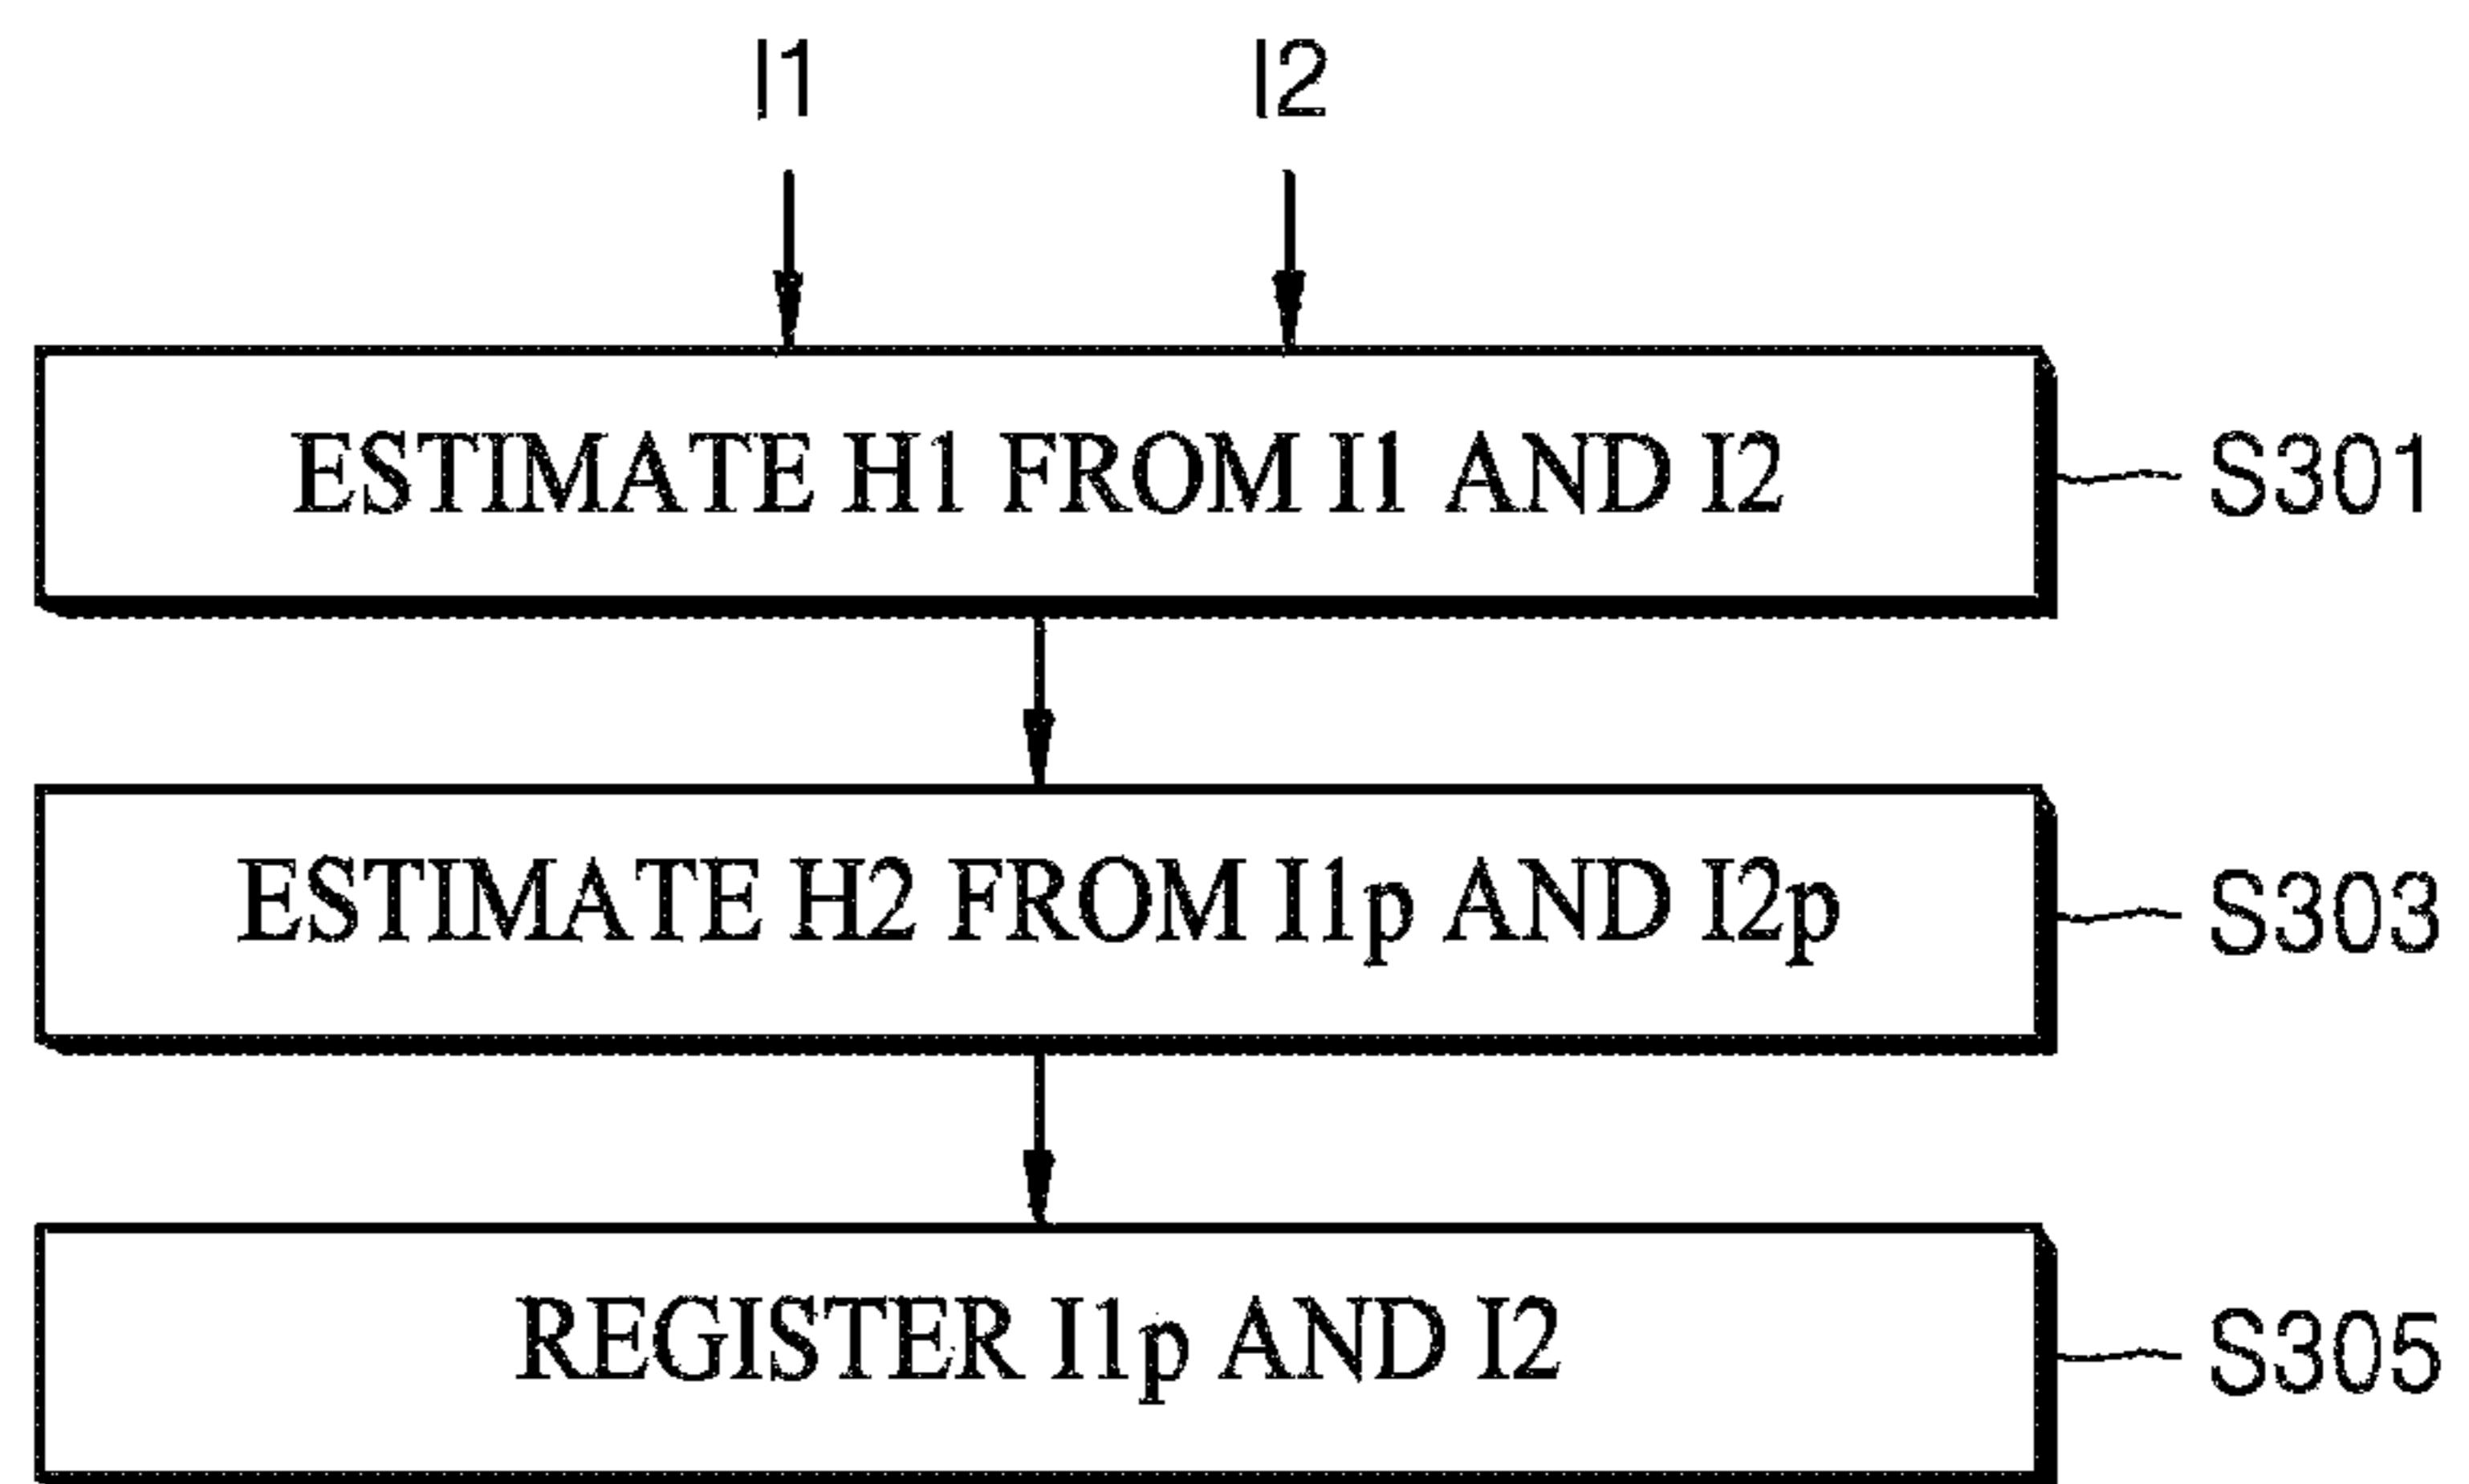 I1 I2
ESTIMATE H1 FROM I1 AND I2 S301
ESTIMATE H2 FROM I1p AND I2p S303
REGISTER I1p AND I2 S305